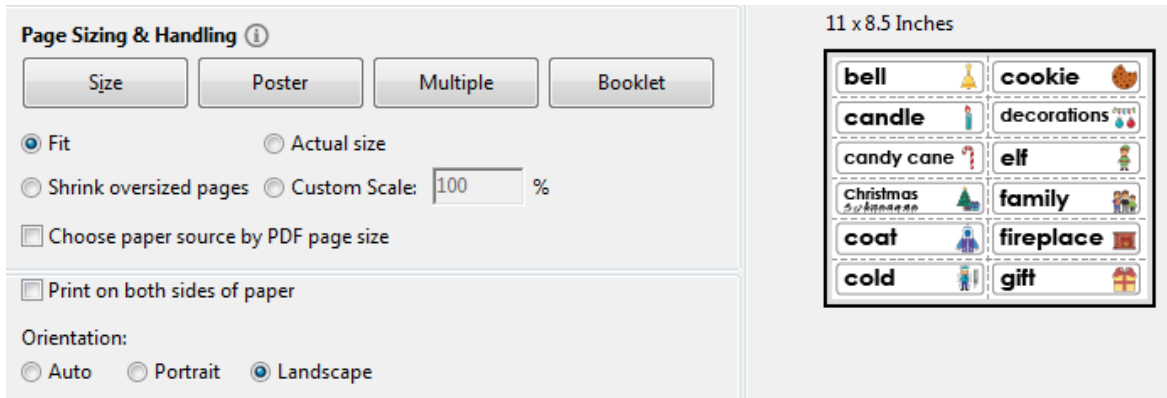 Page Sizing & Handling
Size Poster Multiple Booklet
Fit Actual size
Shrink oversized pages Custom Scale: 100 %
Choose paper source by PDF page size
Print on both sides of paper
Orientation:
Auto Portrait Landscape
11 x 8.5 Inches
bell cookie
candle decorations
candy cane elf
Christmas family
coat fireplace
cold gift